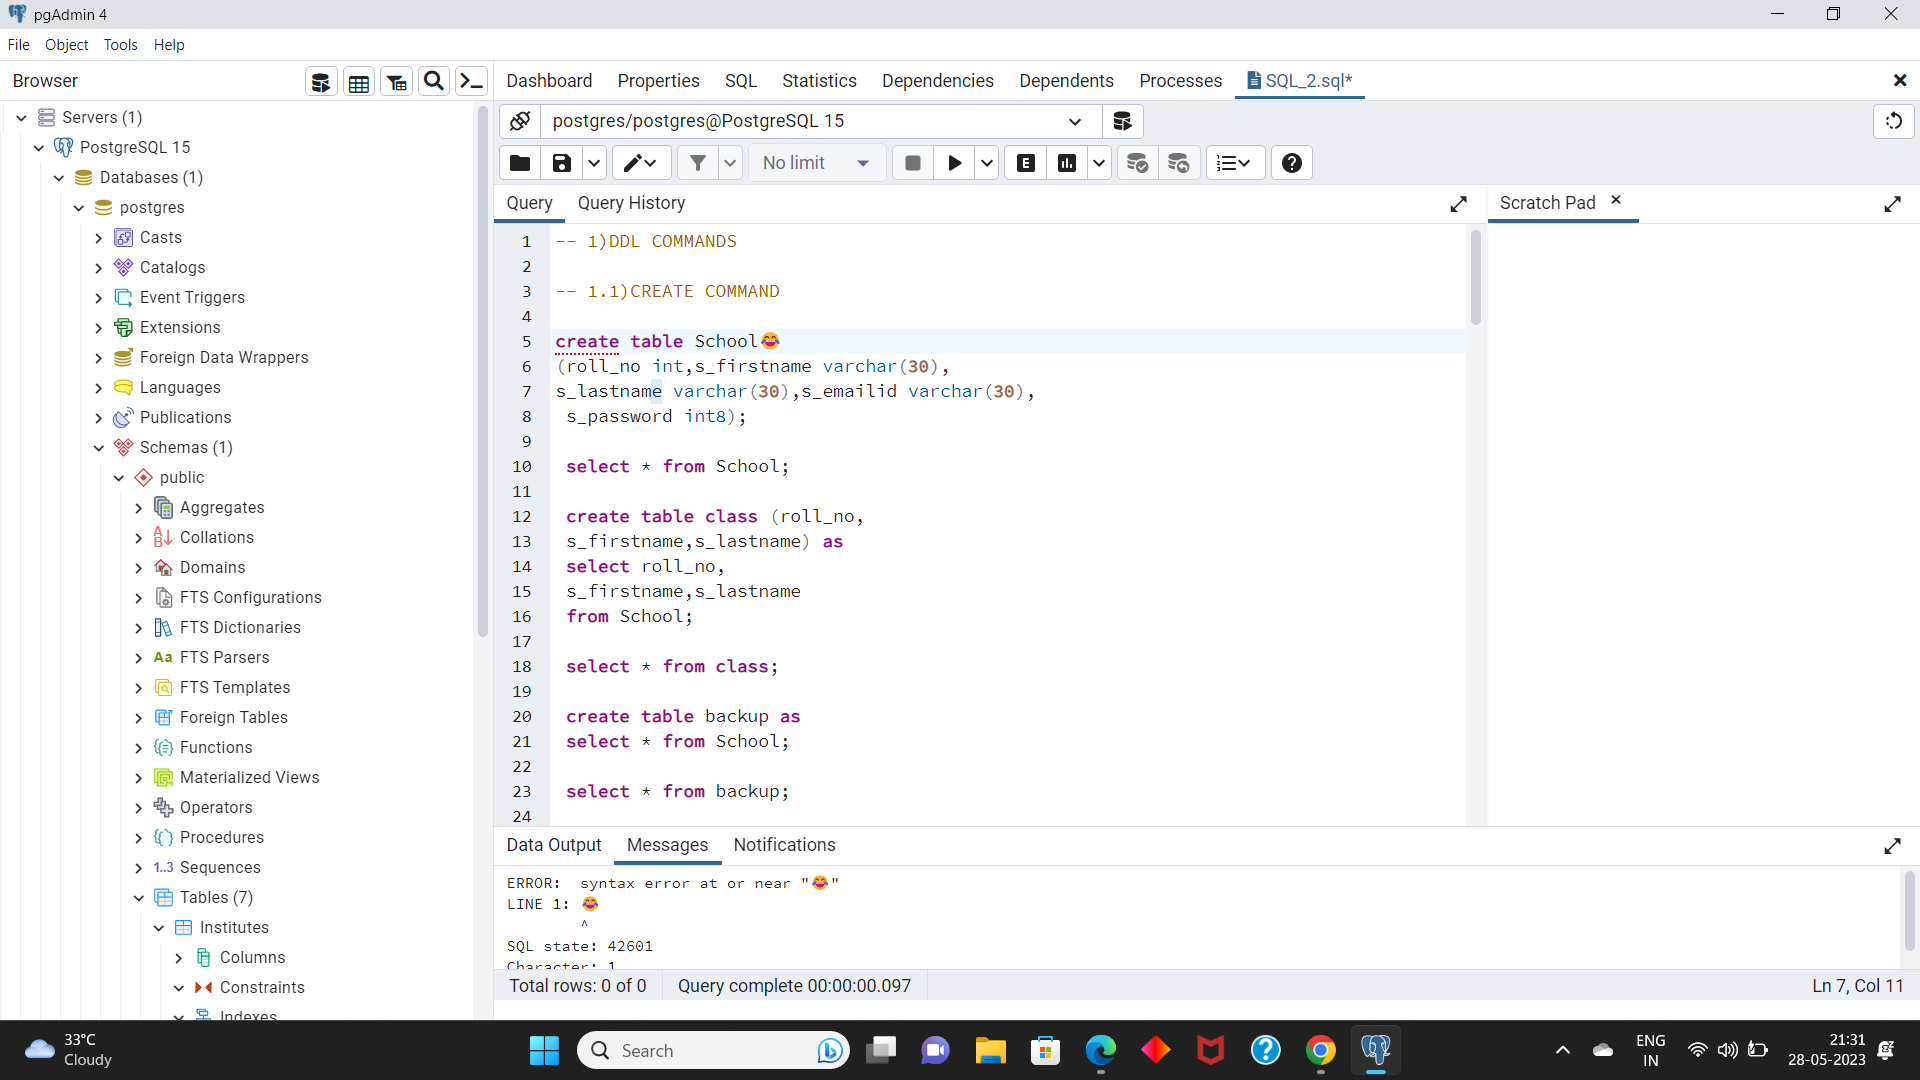 pgAdmin 4
File Object Tools Help
Browser
Dashboard Properties SQL Statistics Dependencies Dependents Processes SQL_2.sql*
Servers (1)
PostgreSQL 15
Databases (1)
postgres
Casts
Catalogs
Event Triggers
Extensions
Foreign Data Wrappers
Languages
Publications
Schemas (1)
public
Aggregates
Collations
Domains
FTS Configurations
FTS Dictionaries
Aa FTS Parsers
FTS Templates
Foreign Tables
Functions
Materialized Views
Operators
Procedures
1..3 Sequences
Tables (7)
Institutes
Columns
Constraints
Indexes
postgres/postgres@PostgreSQL 15
No limit
E
Query Query History
Scratch Pad
1 -- 1)DDL COMMANDS
2
3 -- 1.1)CREATE COMMAND
4
5 create table School😂
6 (roll_no int,s_firstname varchar(30),
7 s_lastname varchar(30),s_emailid varchar(30),
8 s_password int8);
9
10 select * from School;
11
12 create table class (roll_no,
13 s_firstname,s_lastname) as
14 select roll_no,
15 s_firstname,s_lastname
16 from School;
17
18 select * from class;
19
20 create table backup as
21 select * from School;
22
23 select * from backup;
24
Data Output Messages Notifications
ERROR: syntax error at or near "😂"
LINE 1: 😂
^
SQL state: 42601
Character: 1
Total rows: 0 of 0 Query complete 00:00:00.097 Ln 7, Col 11
33°C
Cloudy
Search
ENG
IN
21:31
28-05-2023